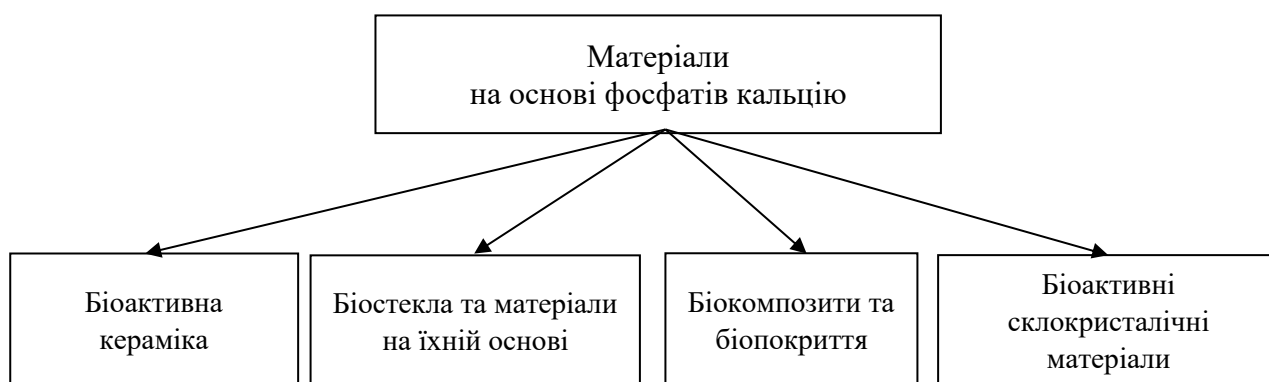 Матеріали
на основі фосфатів кальцію
Біоактивна
кераміка
Біостекла та матеріали
на їхній основі
Біокомпозити та
біопокриття
Біоактивні
склокристалічні
матеріали